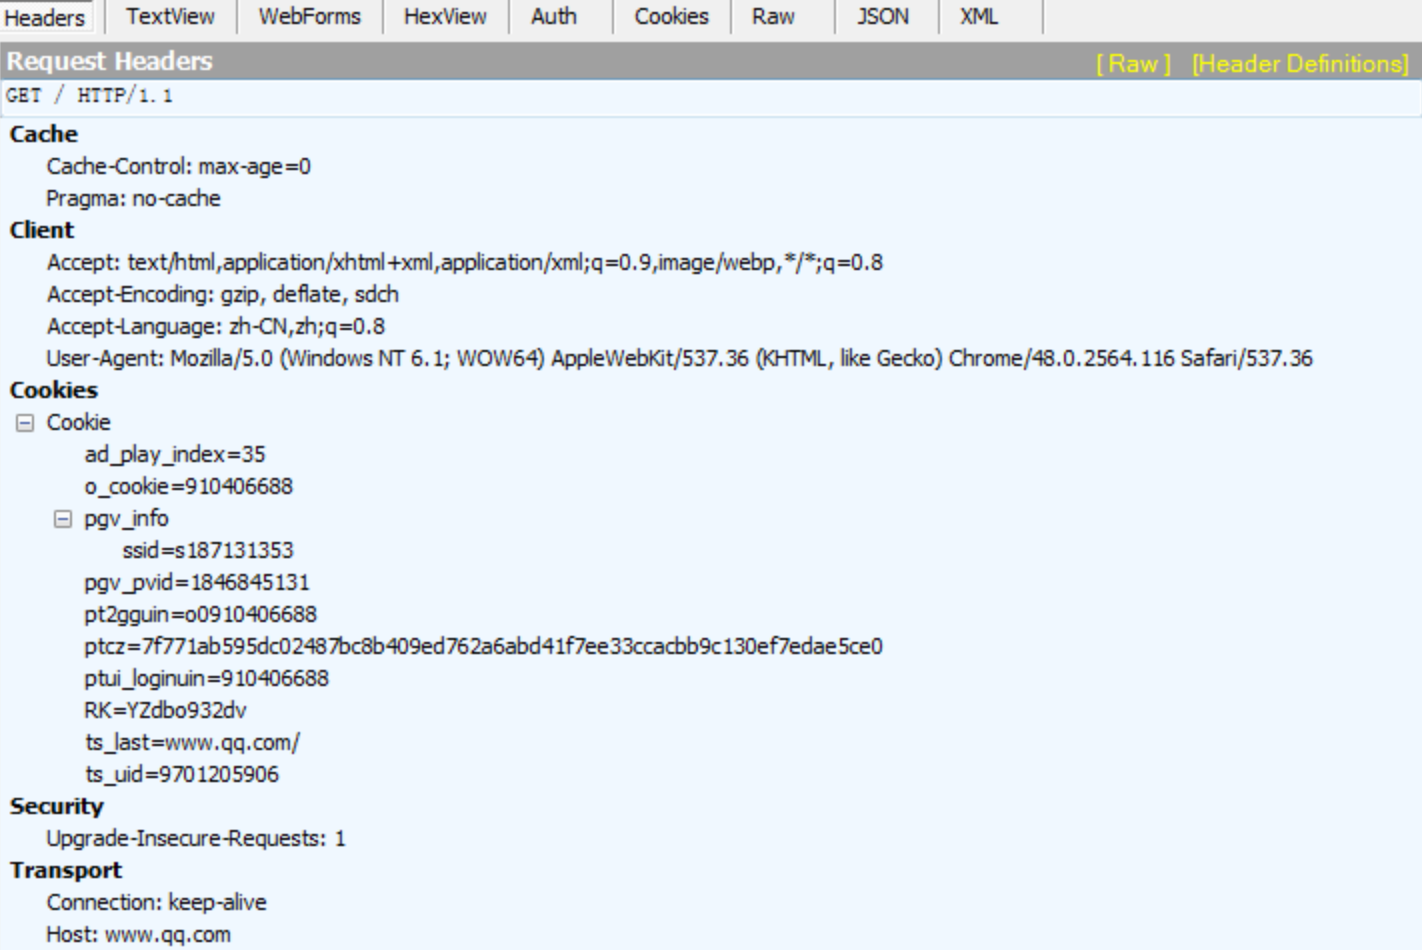 Headers TextView WebForms HexView Auth Cookies Raw JSON XML
Request Headers [ Raw ] [Header Definitions]
GET / HTTP/1.1
Cache
Cache-Control: max-age=0
Pragma: no-cache
Client
Accept: text/html,application/xhtml+xml,application/xml;q=0.9,image/webp,*/*;q=0.8
Accept-Encoding: gzip, deflate, sdch
Accept-Language: zh-CN,zh;q=0.8
User-Agent: Mozilla/5.0 (Windows NT 6.1; WOW64) AppleWebKit/537.36 (KHTML, like Gecko) Chrome/48.0.2564.116 Safari/537.36
Cookies
Cookie
ad_play_index=35
o_cookie=910406688
pgv_info
ssid=s187131353
pgv_pvid=1846845131
pt2gguin=o0910406688
ptcz=7f771ab595dc02487bc8b409ed762a6abd41f7ee33ccacbb9c130ef7edae5ce0
ptui_loginuin=910406688
RK=YZdbo932dv
ts_last=www.qq.com/
ts_uid=9701205906
Security
Upgrade-Insecure-Requests: 1
Transport
Connection: keep-alive
Host: www.qq.com